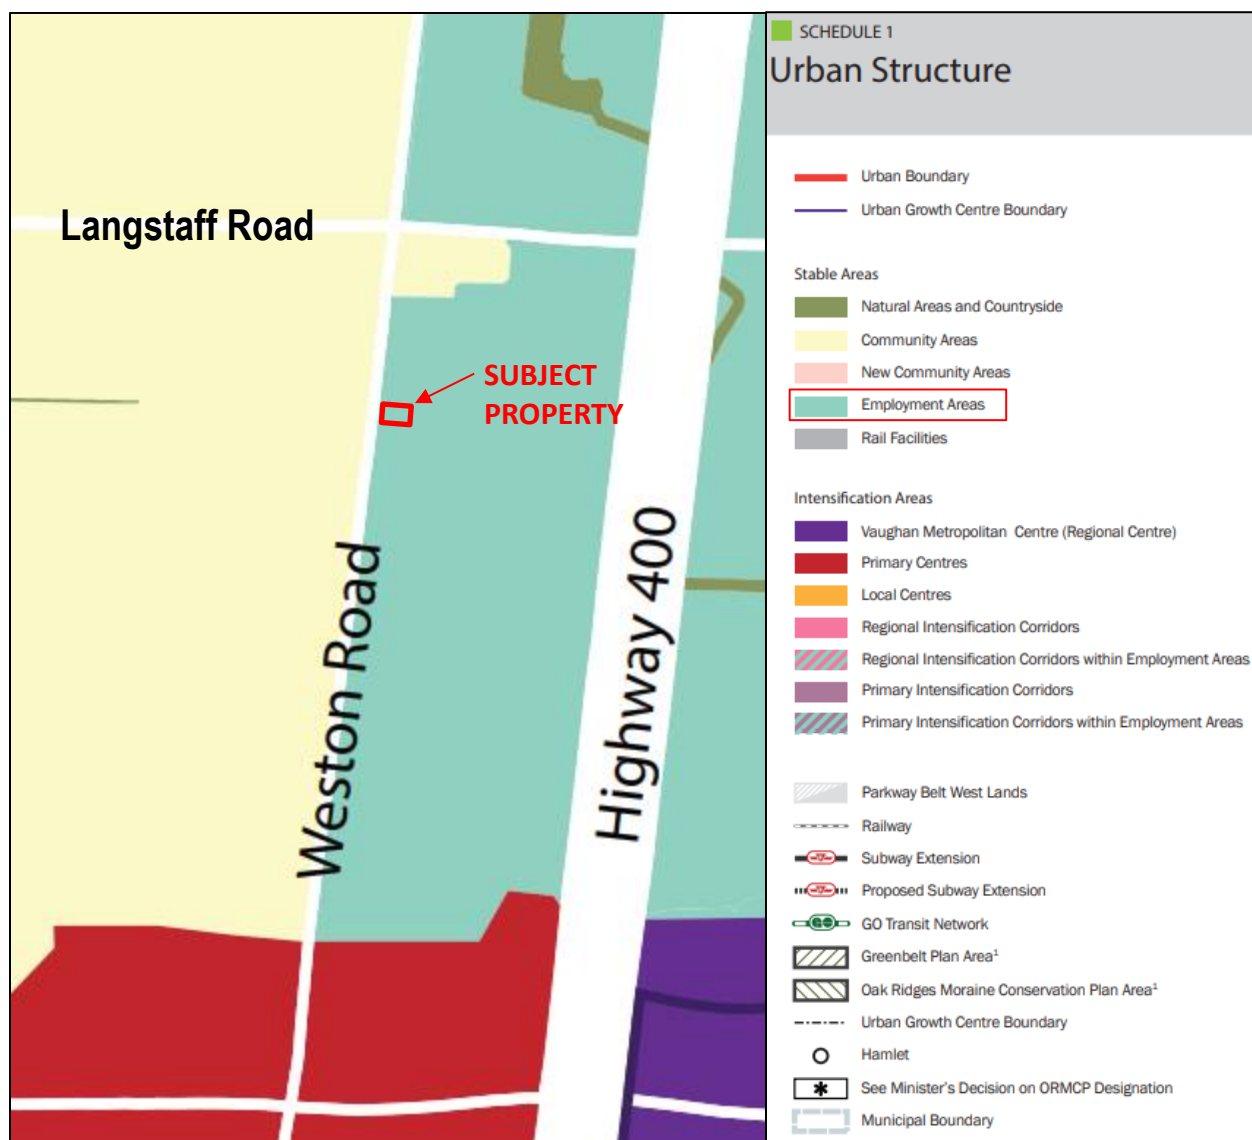 Langstaff Road
SUBJECT
PROPERTY
Weston Road
Highway 400
SCHEDULE 1
Urban Structure
Urban Boundary
Urban Growth Centre Boundary
Stable Areas
Natural Areas and Countryside
Community Areas
New Community Areas
Employment Areas
Rail Facilities
Intensification Areas
Vaughan Metropolitan Centre (Regional Centre)
Primary Centres
Local Centres
Regional Intensification Corridors
Regional Intensification Corridors within Employment Areas
Primary Intensification Corridors
Primary Intensification Corridors within Employment Areas
Parkway Belt West Lands
Railway
Subway Extension
Proposed Subway Extension
GO Transit Network
Greenbelt Plan Area¹
Oak Ridges Moraine Conservation Plan Area¹
Urban Growth Centre Boundary
Hamlet
See Minister's Decision on ORMCP Designation
Municipal Boundary